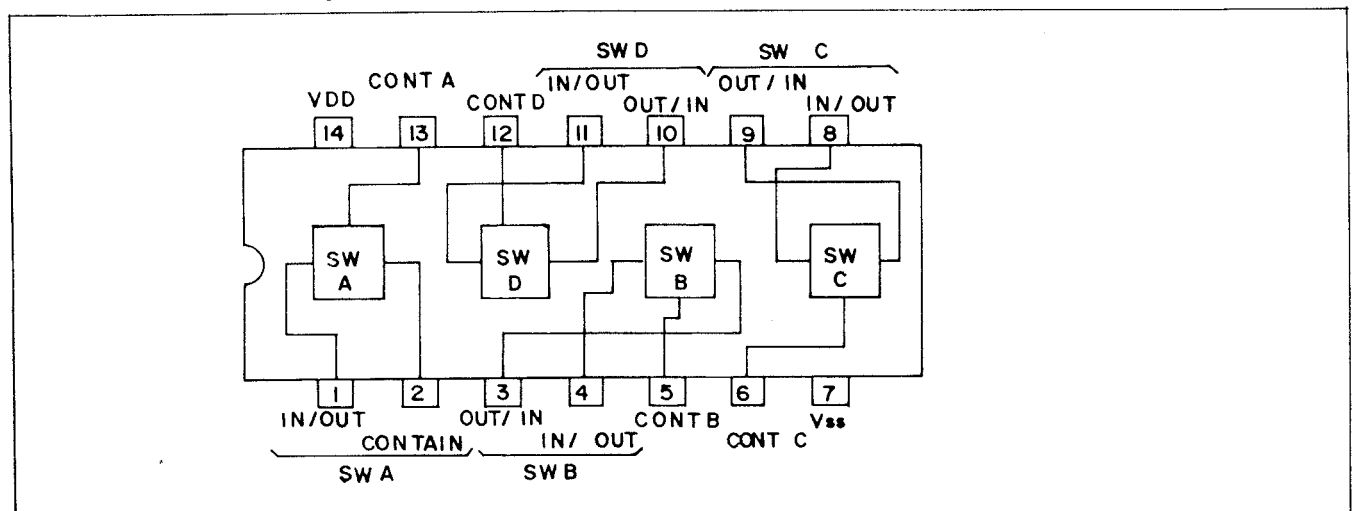 SW D SW C
CONT A IN/OUT OUT/IN
VDD CONT D OUT/IN IN/OUT
14 13 12 11 10 9 8
SW SW SW SW
A D B C
1 2 3 4 5 6 7
IN/OUT OUT/IN CONT B Vss
CONTAIN IN/OUT CONT C
SW A SW B